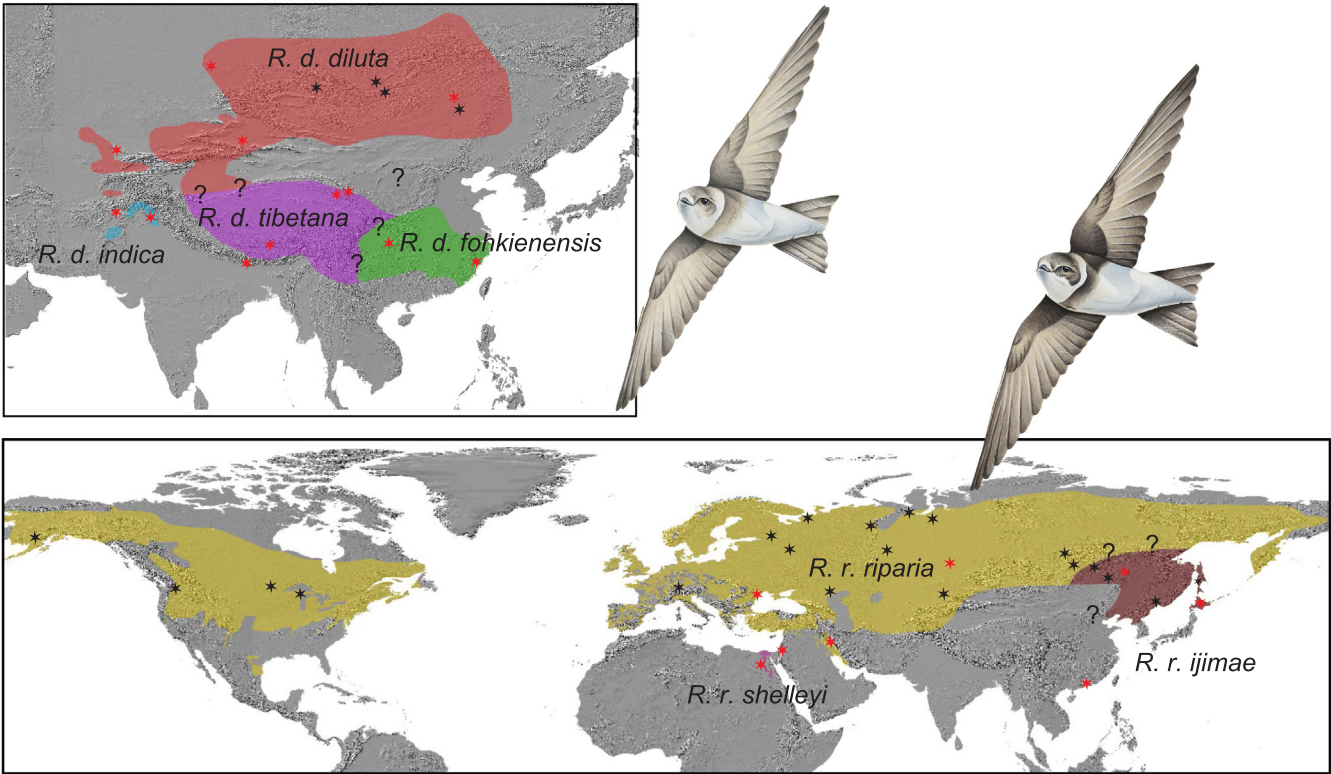 R. d. diluta
?
?
?
R. d. tibetana
?
R. d. fohkienensis
R. d. indica
?
?
?
R. r. riparia
?
R. r. ijimae
R. r. shelleyi